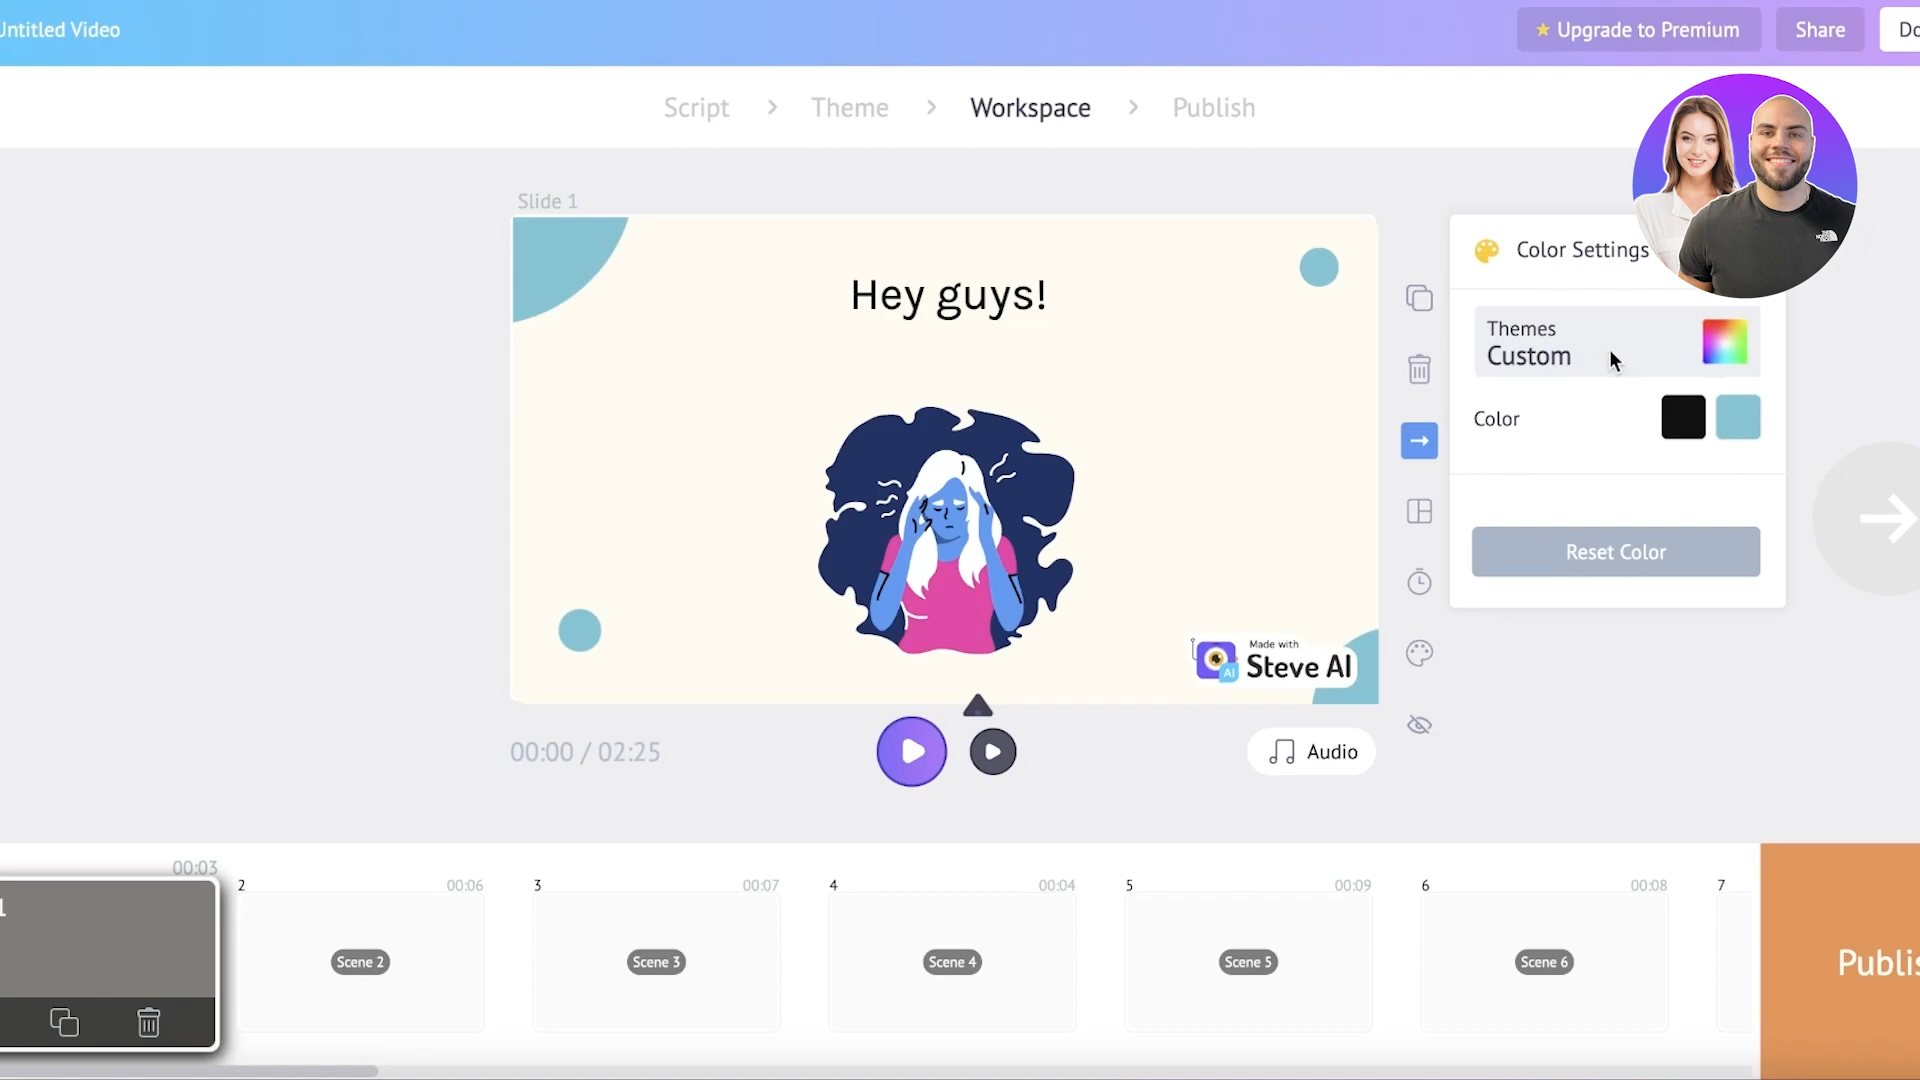 Untitled Video
Upgrade to Premium
Share
Script
Theme
Workspace
Publish
Slide 1
Hey guys!
Color Settings
Themes
Custom
Color
Reset Color
Made with
Steve AI
AI
00:00 / 02:25
Audio
00:03
2
00:06
3
00:07
4
00:04
5
00:09
6
00:08
7
1
Scene 2
Scene 3
Scene 4
Scene 5
Scene 6